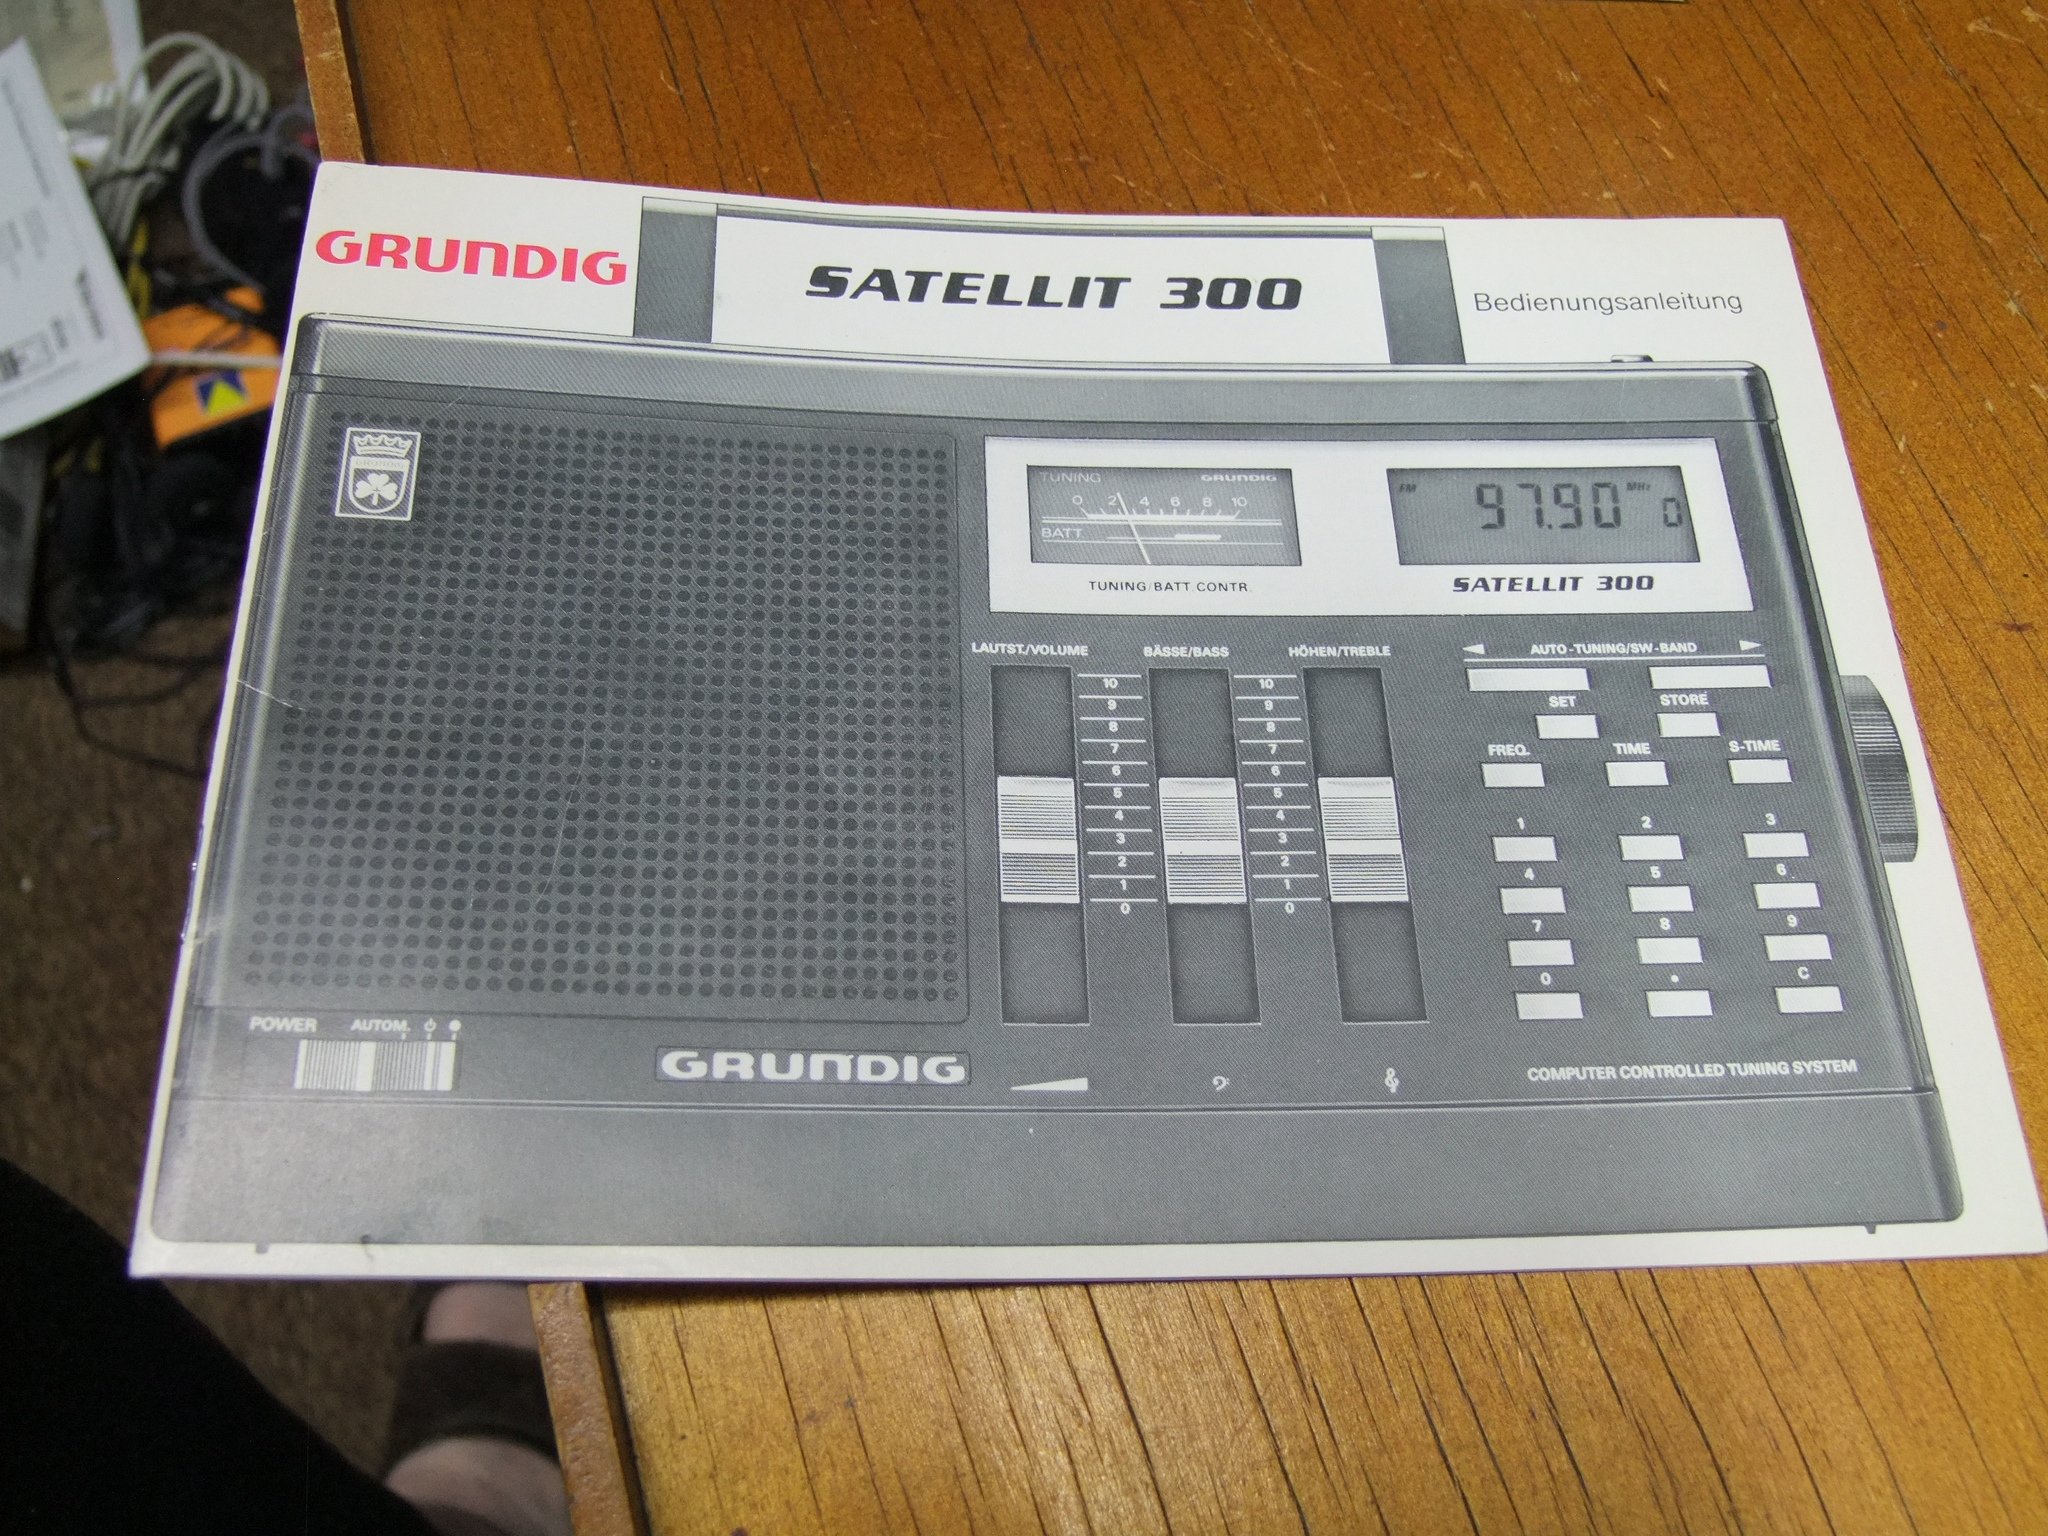 GRUNDIG
SATELLIT 300
Bedienungsanleitung
GRUNDIG
TUNING GRUNDIG
0 2 4 6 8 10
BATT
TUNING/BATT. CONTR.
FM 97.90 MHz 0
SATELLIT 300
LAUTST./VOLUME BÄSSE/BASS HÖHEN/TREBLE
10 10
9 9
8 8
7 7
6 6
5 5
4 4
3 3
2 2
1 1
0 0
AUTO-TUNING/SW-BAND
SET STORE
FREQ. TIME S-TIME
1 2 3
4 5 6
7 8 9
0 • C
POWER AUTOM.
GRUNDIG
COMPUTER CONTROLLED TUNING SYSTEM